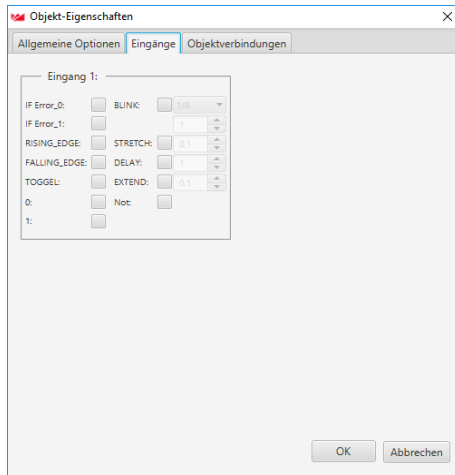 Objekt-Eigenschaften
Allgemeine Optionen Eingänge Objektverbindungen
Eingang 1:
IF Error_0: BLINK: 1/8
IF Error_1: 1
RISING_EDGE: STRETCH: 0,1
FALLING_EDGE: DELAY: 1
TOGGEL: EXTEND: 0,1
0: Not:
1:
OK Abbrechen